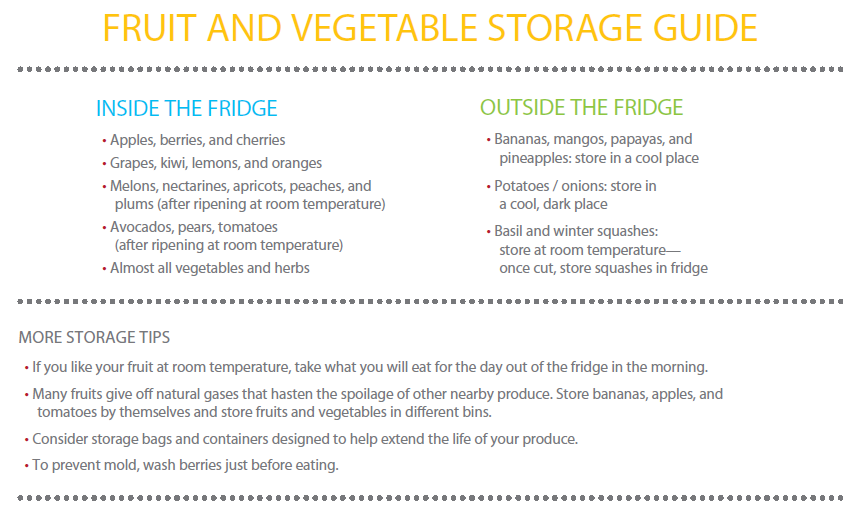 FRUIT AND VEGETABLE STORAGE GUIDE
INSIDE THE FRIDGE
• Apples, berries, and cherries
• Grapes, kiwi, lemons, and oranges
• Melons, nectarines, apricots, peaches, and
plums (after ripening at room temperature)
• Avocados, pears, tomatoes
(after ripening at room temperature)
• Almost all vegetables and herbs
OUTSIDE THE FRIDGE
• Bananas, mangos, papayas, and
pineapples: store in a cool place
• Potatoes / onions: store in
a cool, dark place
• Basil and winter squashes:
store at room temperature—
once cut, store squashes in fridge
MORE STORAGE TIPS
• If you like your fruit at room temperature, take what you will eat for the day out of the fridge in the morning.
• Many fruits give off natural gases that hasten the spoilage of other nearby produce. Store bananas, apples, and
tomatoes by themselves and store fruits and vegetables in different bins.
• Consider storage bags and containers designed to help extend the life of your produce.
• To prevent mold, wash berries just before eating.